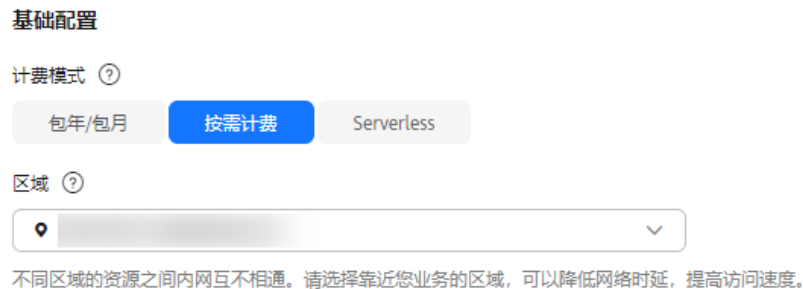 基础配置
计费模式 ?
包年/包月 按需计费 Serverless
区域 ?
不同区域的资源之间内网互不相通。请选择靠近您业务的区域，可以降低网络时延，提高访问速度。